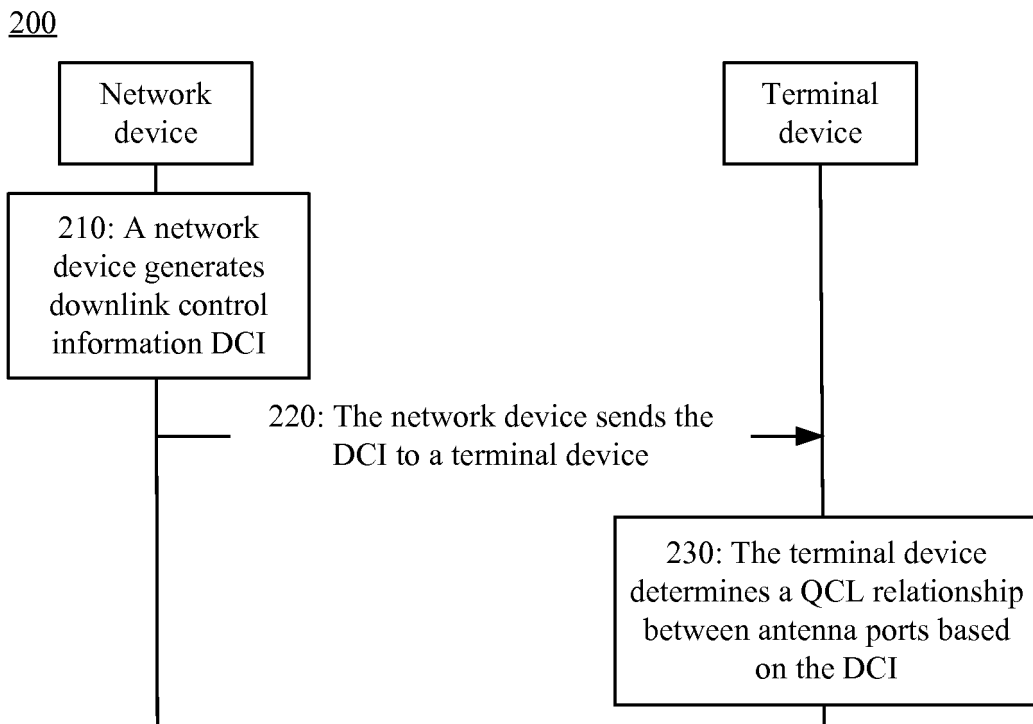 200
Network
device
Terminal
device
210: A network
device generates
downlink control
information DCI
220: The network device sends the
DCI to a terminal device
230: The terminal device
determines a QCL relationship
between antenna ports based
on the DCI